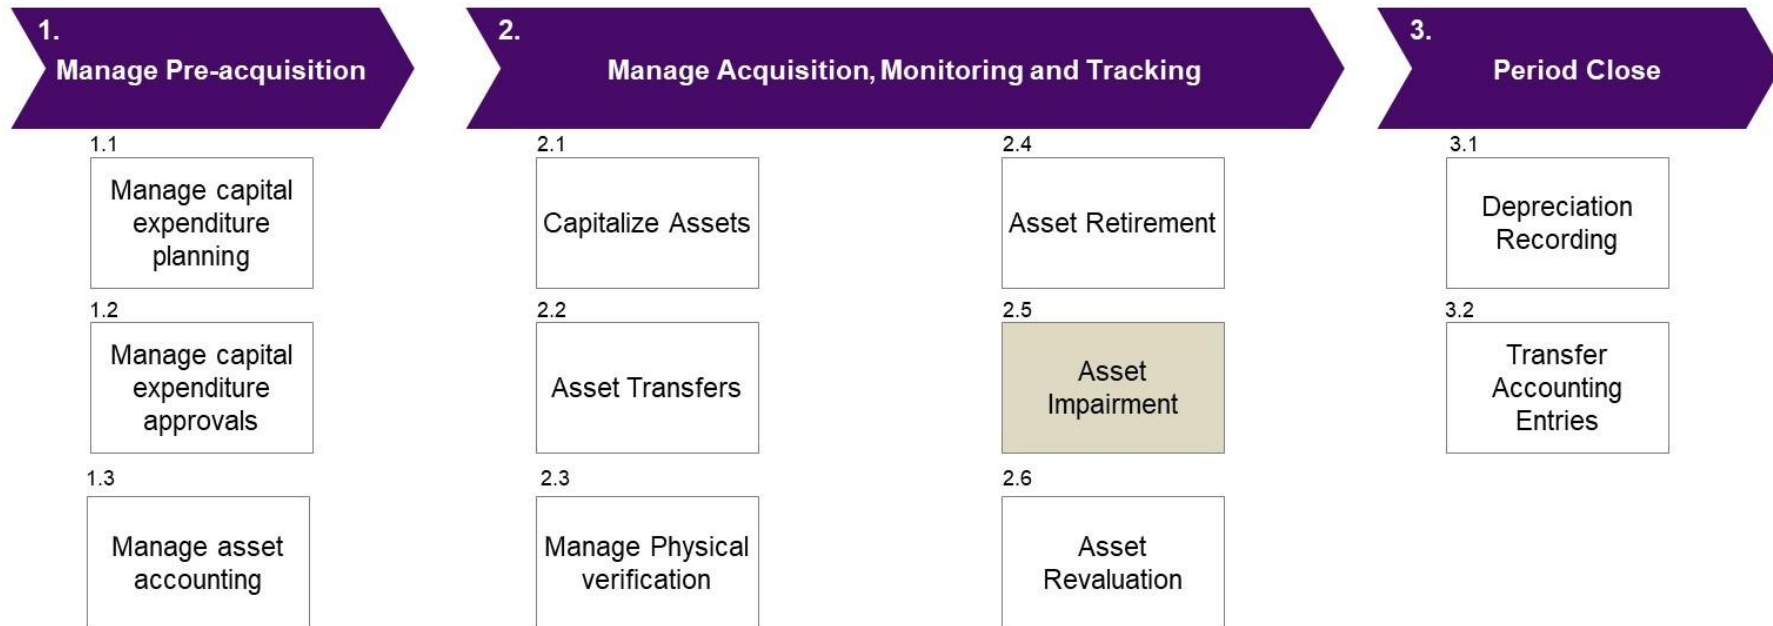 1.
Manage Pre-acquisition
2.
Manage Acquisition, Monitoring and Tracking
3.
Period Close
1.1
Manage capital
expenditure
planning
1.2
Manage capital
expenditure
approvals
1.3
Manage asset
accounting
2.1
Capitalize Assets
2.2
Asset Transfers
2.3
Manage Physical
verification
2.4
Asset Retirement
2.5
Asset
Impairment
2.6
Asset
Revaluation
3.1
Depreciation
Recording
3.2
Transfer
Accounting
Entries